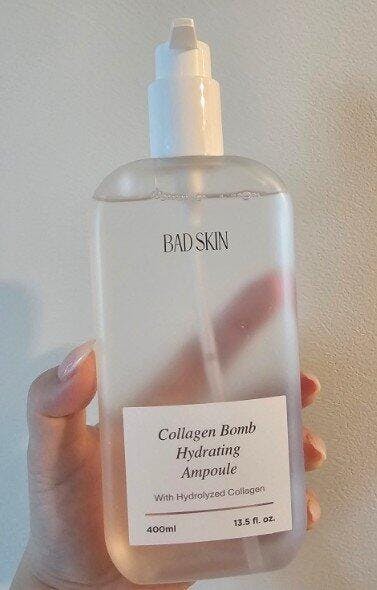 BAD SKIN
Collagen Bomb
Hydrating
Ampoule
With Hydrolyzed Collagen
400ml 13.5 fl. oz.